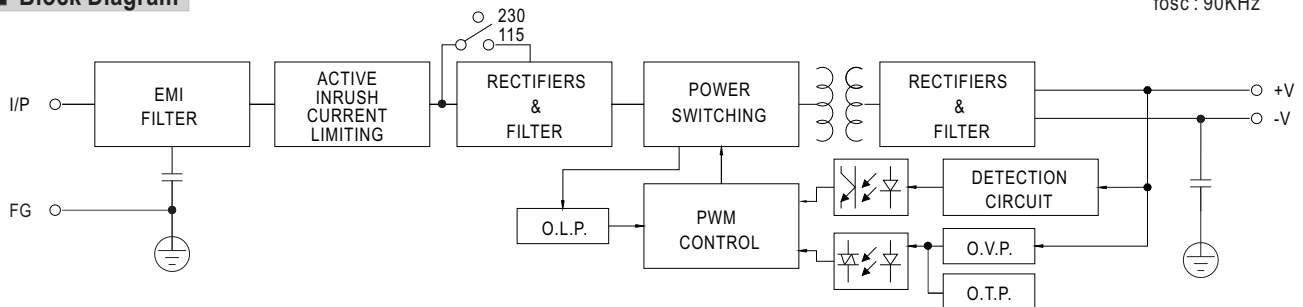 Block Diagram
fosc : 90KHz
230
115
I/P
EMI
FILTER
ACTIVE
INRUSH
CURRENT
LIMITING
RECTIFIERS
&
FILTER
POWER
SWITCHING
RECTIFIERS
&
FILTER
+V
-V
FG
O.L.P.
PWM
CONTROL
DETECTION
CIRCUIT
O.V.P.
O.T.P.